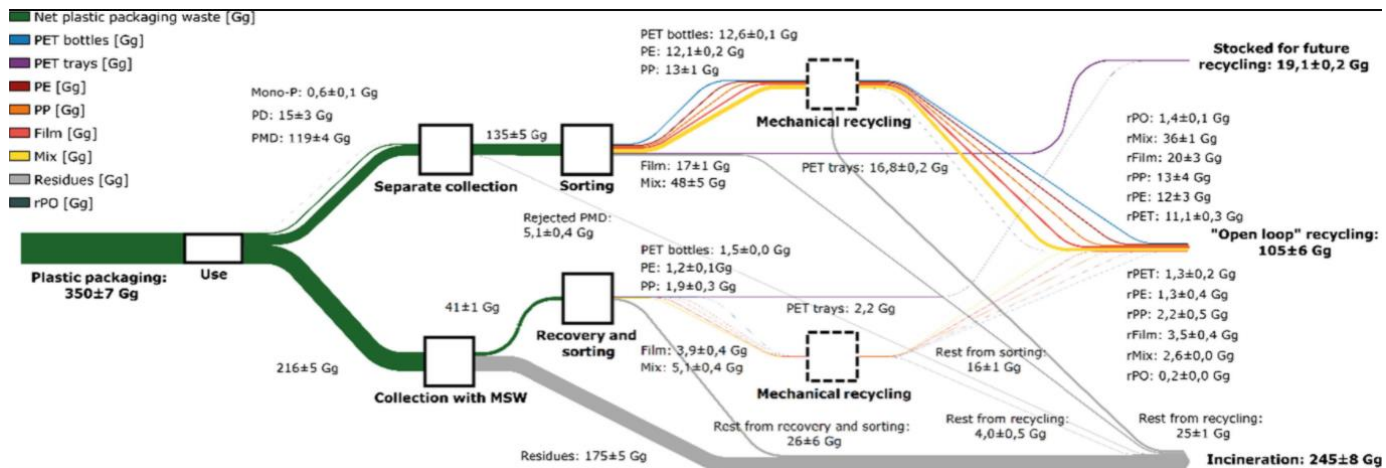 Net plastic packaging waste [Gg]
PET bottles [Gg]
PET trays [Gg]
PE [Gg]
PP [Gg]
Film [Gg]
Mix [Gg]
Residues [Gg]
rPO [Gg]
Plastic packaging:
350±7 Gg
Use
Mono-P: 0,6±0,1 Gg
PD: 15±3 Gg
PMD: 119±4 Gg
Separate collection
135±5 Gg
Sorting
Rejected PMD:
5,1±0,4 Gg
216±5 Gg
Collection with MSW
41±1 Gg
Recovery and
sorting
Residues: 175±5 Gg
PET bottles: 12,6±0,1 Gg
PE: 12,1±0,2 Gg
PP: 13±1 Gg
Mechanical recycling
Film: 17±1 Gg
Mix: 48±5 Gg
PET trays: 16,8±0,2 Gg
PET bottles: 1,5±0,0 Gg
PE: 1,2±0,1Gg
PP: 1,9±0,3 Gg
PET trays: 2,2 Gg
Film: 3,9±0,4 Gg
Mix: 5,1±0,4 Gg
Mechanical recycling
Rest from recovery and sorting:
26±6 Gg
Rest from sorting:
16±1 Gg
Rest from recycling:
4,0±0,5 Gg
Rest from recycling:
25±1 Gg
Stocked for future
recycling: 19,1±0,2 Gg
rPO: 1,4±0,1 Gg
rMix: 36±1 Gg
rFilm: 20±3 Gg
rPP: 13±4 Gg
rPE: 12±3 Gg
rPET: 11,1±0,3 Gg
"Open loop" recycling:
105±6 Gg
rPET: 1,3±0,2 Gg
rPE: 1,3±0,4 Gg
rPP: 2,2±0,5 Gg
rFilm: 3,5±0,4 Gg
rMix: 2,6±0,0 Gg
rPO: 0,2±0,0 Gg
Incineration: 245±8 Gg